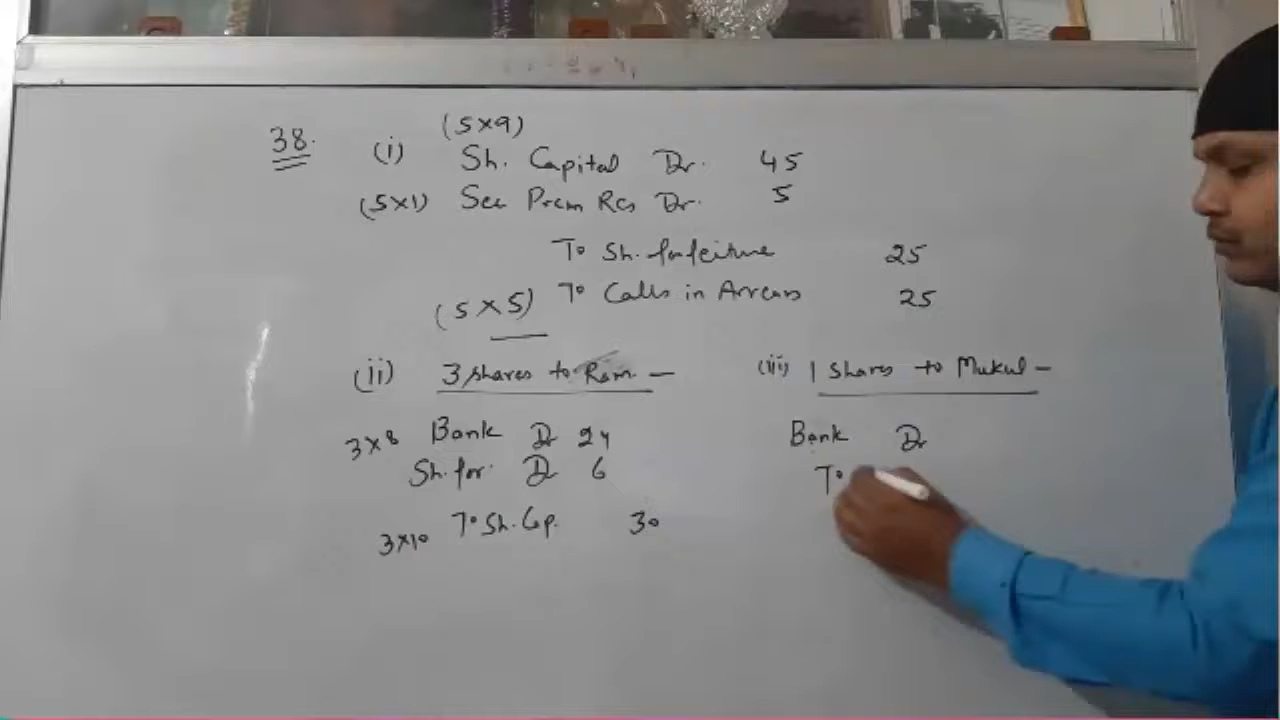 38. (i) (5×9)
Sh. Capital Dr. 45
(5×1) Sec Prem Res Dr. 5
To Sh. forfeiture 25
(5×5) To Calls in Arrears 25
(ii) 3 shares to Ram. —
3×8 Bank Dr 24
Sh. for. Dr 6
3×10 To Sh. Cap. 30
(iii) 1 Shares to Mukul —
Bank Dr
To